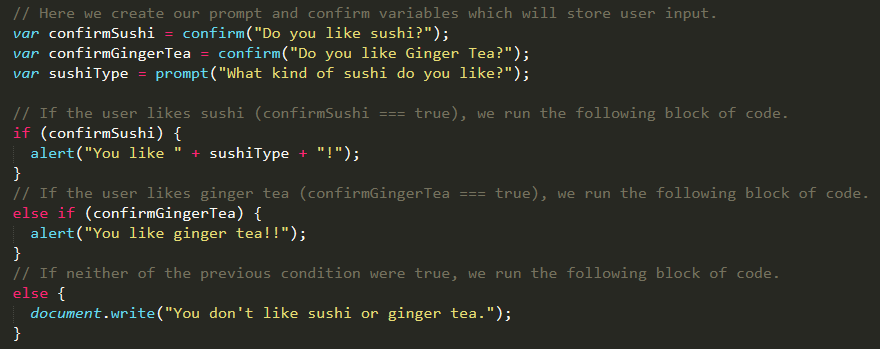 // Here we create our prompt and confirm variables which will store user input.
var confirmSushi = confirm("Do you like sushi?");
var confirmGingerTea = confirm("Do you like Ginger Tea?");
var sushiType = prompt("What kind of sushi do you like?");
// If the user likes sushi (confirmSushi === true), we run the following block of code.
if (confirmSushi) {
  alert("You like " + sushiType + "!");
}
// If the user likes ginger tea (confirmGingerTea === true), we run the following block of code.
else if (confirmGingerTea) {
  alert("You like ginger tea!!");
}
// If neither of the previous condition were true, we run the following block of code.
else {
  document.write("You don't like sushi or ginger tea.");
}